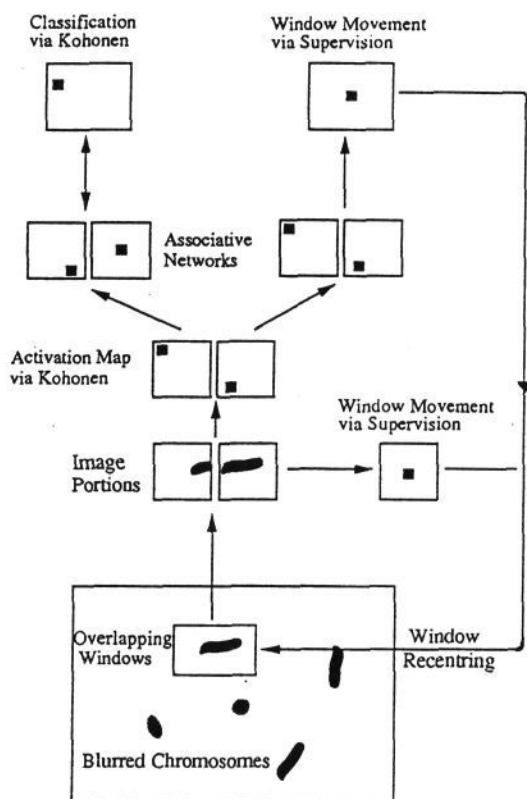 Classification
via Kohonen
Window Movement
via Supervision
Associative
Networks
Activation Map
via Kohonen
Window Movement
via Supervision
Image
Portions
Overlapping
Windows
Window
Recentring
Blurred Chromosomes